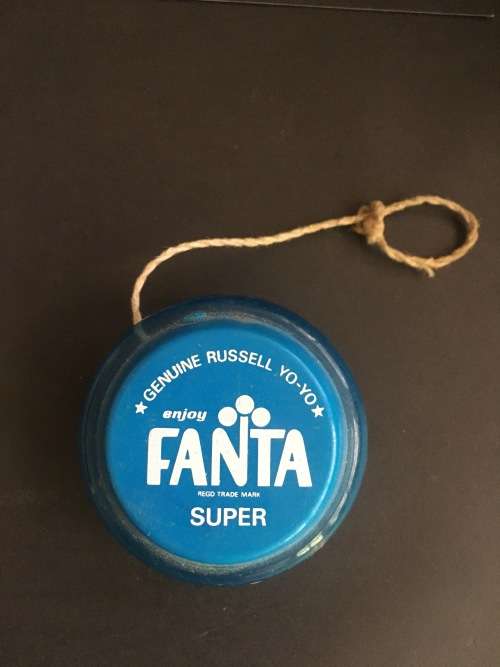 GENUINE RUSSELL YO-YO
enjoy
FANTA
REGD TRADE MARK
SUPER